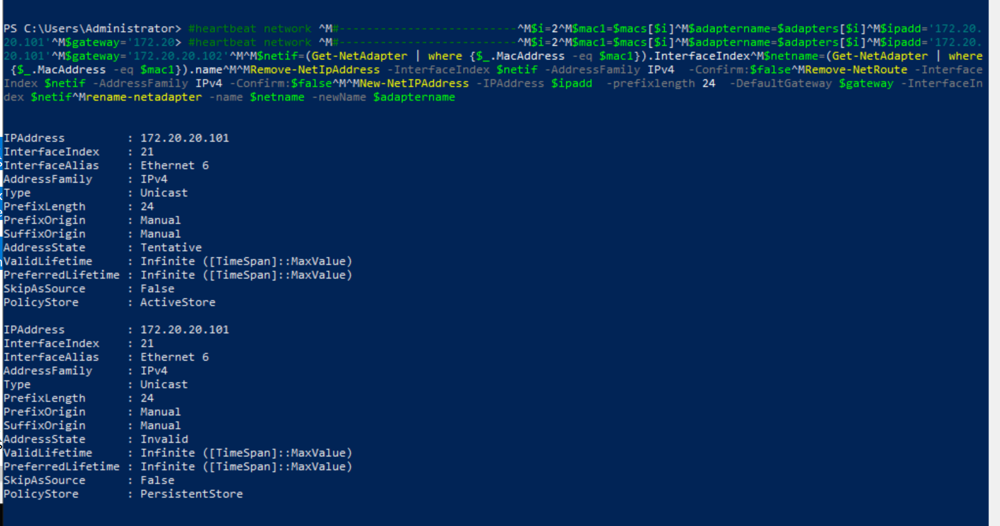 PS C:\Users\Administrator> #heartbeat network ^M#--------------------------^M$i=2^M$mac1=$macs[$i]^M$adaptername=$adapters[$i]^M$ipadd='172.20.
20.101'^M$gateway='172.20> #heartbeat network ^M#--------------------------^M$i=2^M$mac1=$macs[$i]^M$adaptername=$adapters[$i]^M$ipadd='172.20.
20.101'^M$gateway='172.20.20.102'^M^M$netif=(Get-NetAdapter | where {$_.MacAddress -eq $mac1}).InterfaceIndex^M$netname=(Get-NetAdapter | where
{$_.MacAddress -eq $mac1}).name^M^MRemove-NetIpAddress -InterfaceIndex $netif -AddressFamily IPv4  -Confirm:$false^MRemove-NetRoute -Interface
Index $netif -AddressFamily IPv4 -Confirm:$false^M^MNew-NetIPAddress -IPAddress $ipadd  -prefixlength 24  -DefaultGateway $gateway -InterfaceIn
dex $netif^Mrename-netadapter -name $netname -newName $adaptername
IPAddress         : 172.20.20.101
InterfaceIndex    : 21
InterfaceAlias    : Ethernet 6
AddressFamily     : IPv4
Type              : Unicast
PrefixLength      : 24
PrefixOrigin      : Manual
SuffixOrigin      : Manual
AddressState      : Tentative
ValidLifetime     : Infinite ([TimeSpan]::MaxValue)
PreferredLifetime : Infinite ([TimeSpan]::MaxValue)
SkipAsSource      : False
PolicyStore       : ActiveStore
IPAddress         : 172.20.20.101
InterfaceIndex    : 21
InterfaceAlias    : Ethernet 6
AddressFamily     : IPv4
Type              : Unicast
PrefixLength      : 24
PrefixOrigin      : Manual
SuffixOrigin      : Manual
AddressState      : Invalid
ValidLifetime     : Infinite ([TimeSpan]::MaxValue)
PreferredLifetime : Infinite ([TimeSpan]::MaxValue)
SkipAsSource      : False
PolicyStore       : PersistentStore